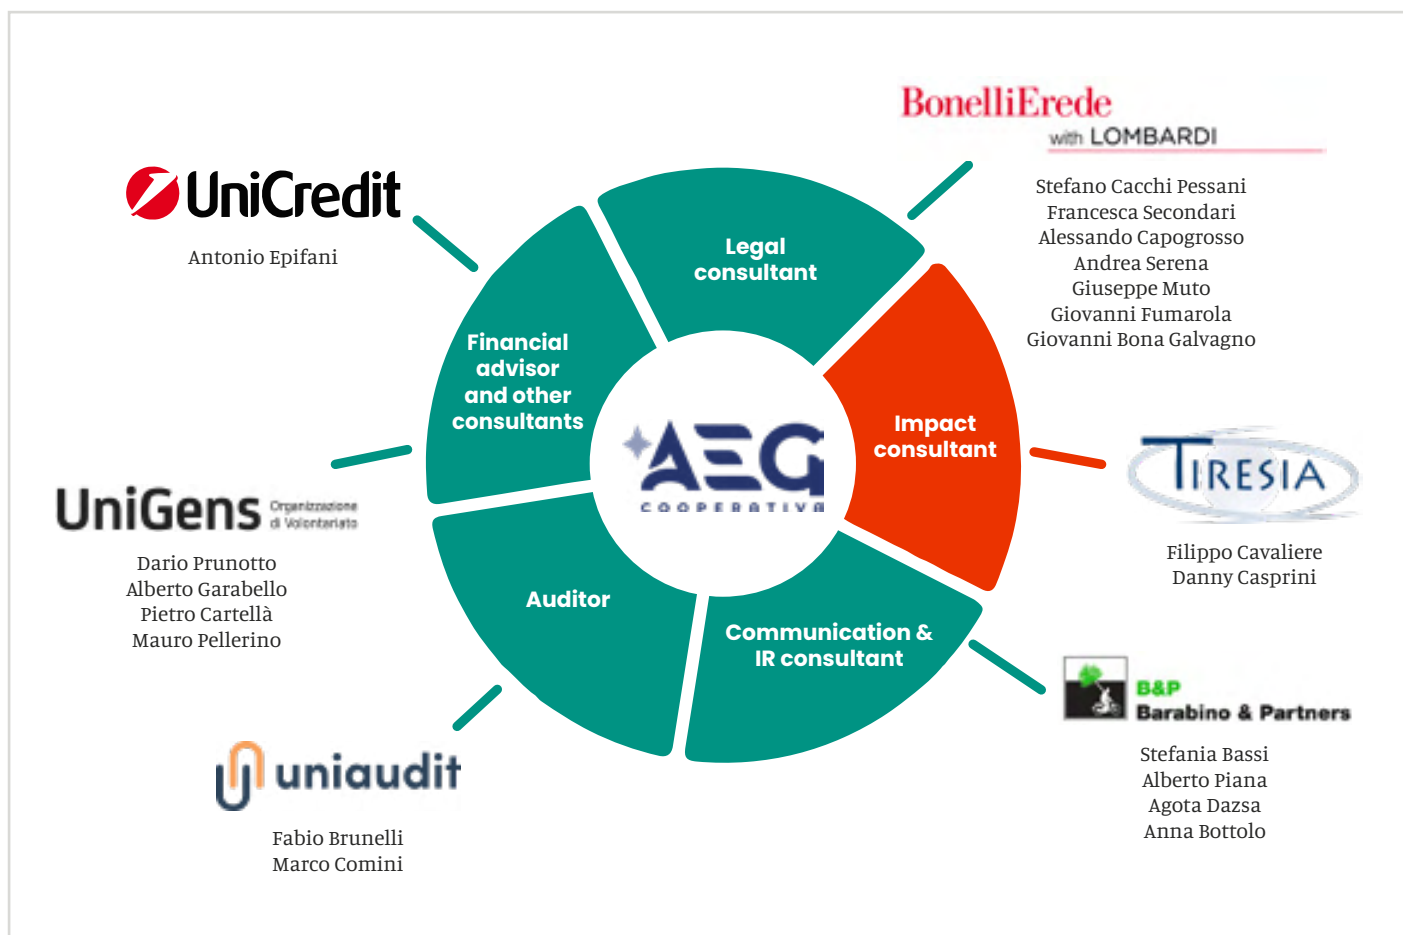 BonelliErede
with LOMBARDI
Stefano Cacchi Pessani
Francesca Secondari
Alessando Capogrosso
Andrea Serena
Giuseppe Muto
Giovanni Fumarola
Giovanni Bona Galvagno
UniCredit
Antonio Epifani
Legal
consultant
Financial
advisor
and other
consultants
Impact
consultant
AEG
COOPERATIVA
TIRESIA
Filippo Cavaliere
Danny Casprini
UniGens
Organizzazione
di Volontariato
Dario Prunotto
Alberto Garabello
Pietro Cartellà
Mauro Pellerino
Auditor
Communication &
IR consultant
B&P
Barabino & Partners
Stefania Bassi
Alberto Piana
Agota Dazsa
Anna Bottolo
uniaudit
Fabio Brunelli
Marco Comini